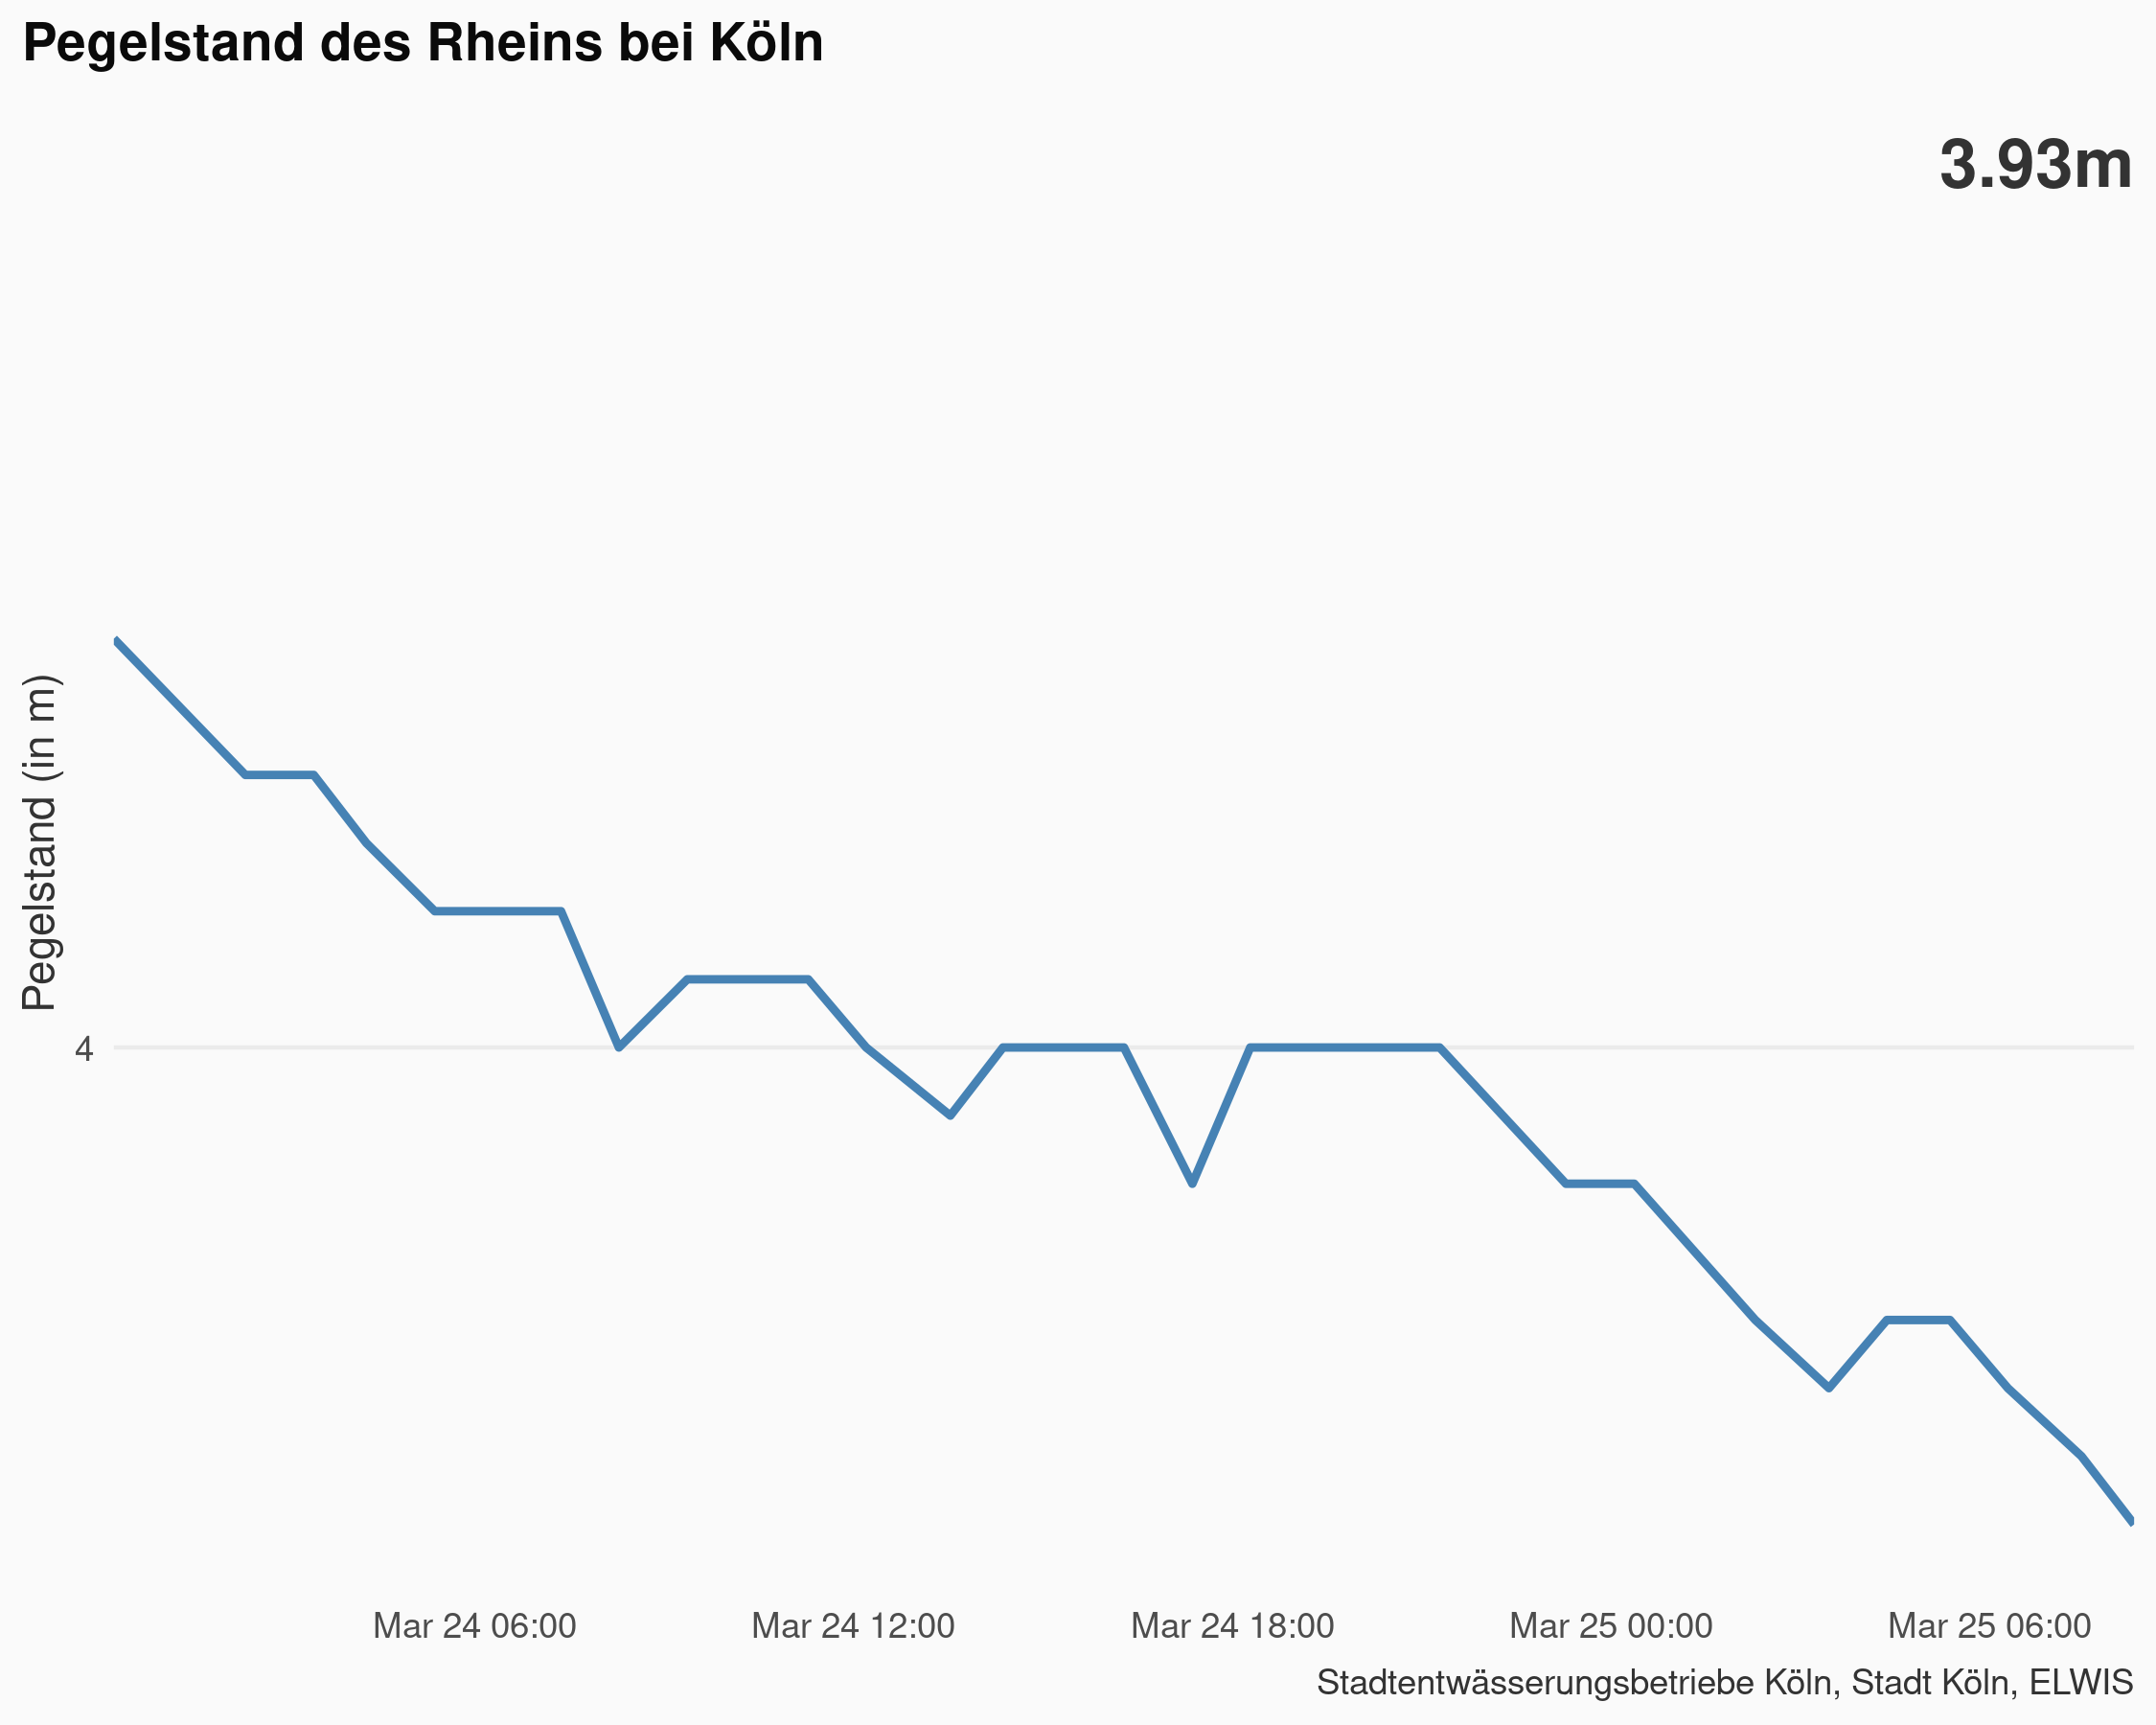 Pegelstand des Rheins bei Köln
3.93m
Pegelstand (in m)
4
Mar 24 06:00
Mar 24 12:00
Mar 24 18:00
Mar 25 00:00
Mar 25 06:00
Stadtentwässerungsbetriebe Köln, Stadt Köln, ELWIS